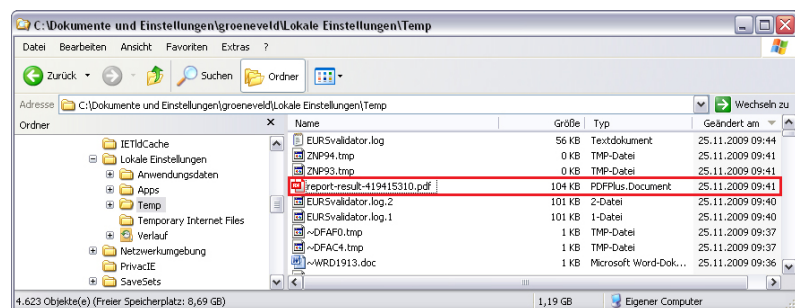 C:\Dokumente und Einstellungen\groeneveld\Lokale Einstellungen\Temp
Datei Bearbeiten Ansicht Favoriten Extras ?
Zurück Suchen Ordner
Adresse C:\Dokumente und Einstellungen\groeneveld\Lokale Einstellungen\Temp Wechseln zu
Ordner x Name Größe Typ Geändert am
IETldCache EURSvalidator.log 56 KB Textdokument 25.11.2009 09:44
Lokale Einstellungen ZNP94.tmp 0 KB TMP-Datei 25.11.2009 09:41
Anwendungsdaten ZNP93.tmp 0 KB TMP-Datei 25.11.2009 09:41
Apps report-result-419415310.pdf 104 KB PDFPlus.Document 25.11.2009 09:41
Temp EURSvalidator.log.2 101 KB 2-Datei 25.11.2009 09:40
Temporary Internet Files EURSvalidator.log.1 101 KB 1-Datei 25.11.2009 09:40
Verlauf ~DFAF0.tmp 1 KB TMP-Datei 25.11.2009 09:37
Netzwerkumgebung ~DFAC4.tmp 1 KB TMP-Datei 25.11.2009 09:37
PrivacIE ~WRD1913.doc 1 KB Microsoft Word-Dok... 25.11.2009 09:36
SaveSets
4.623 Objekte(e) (Freier Speicherplatz: 8,69 GB) 1,19 GB Eigener Computer